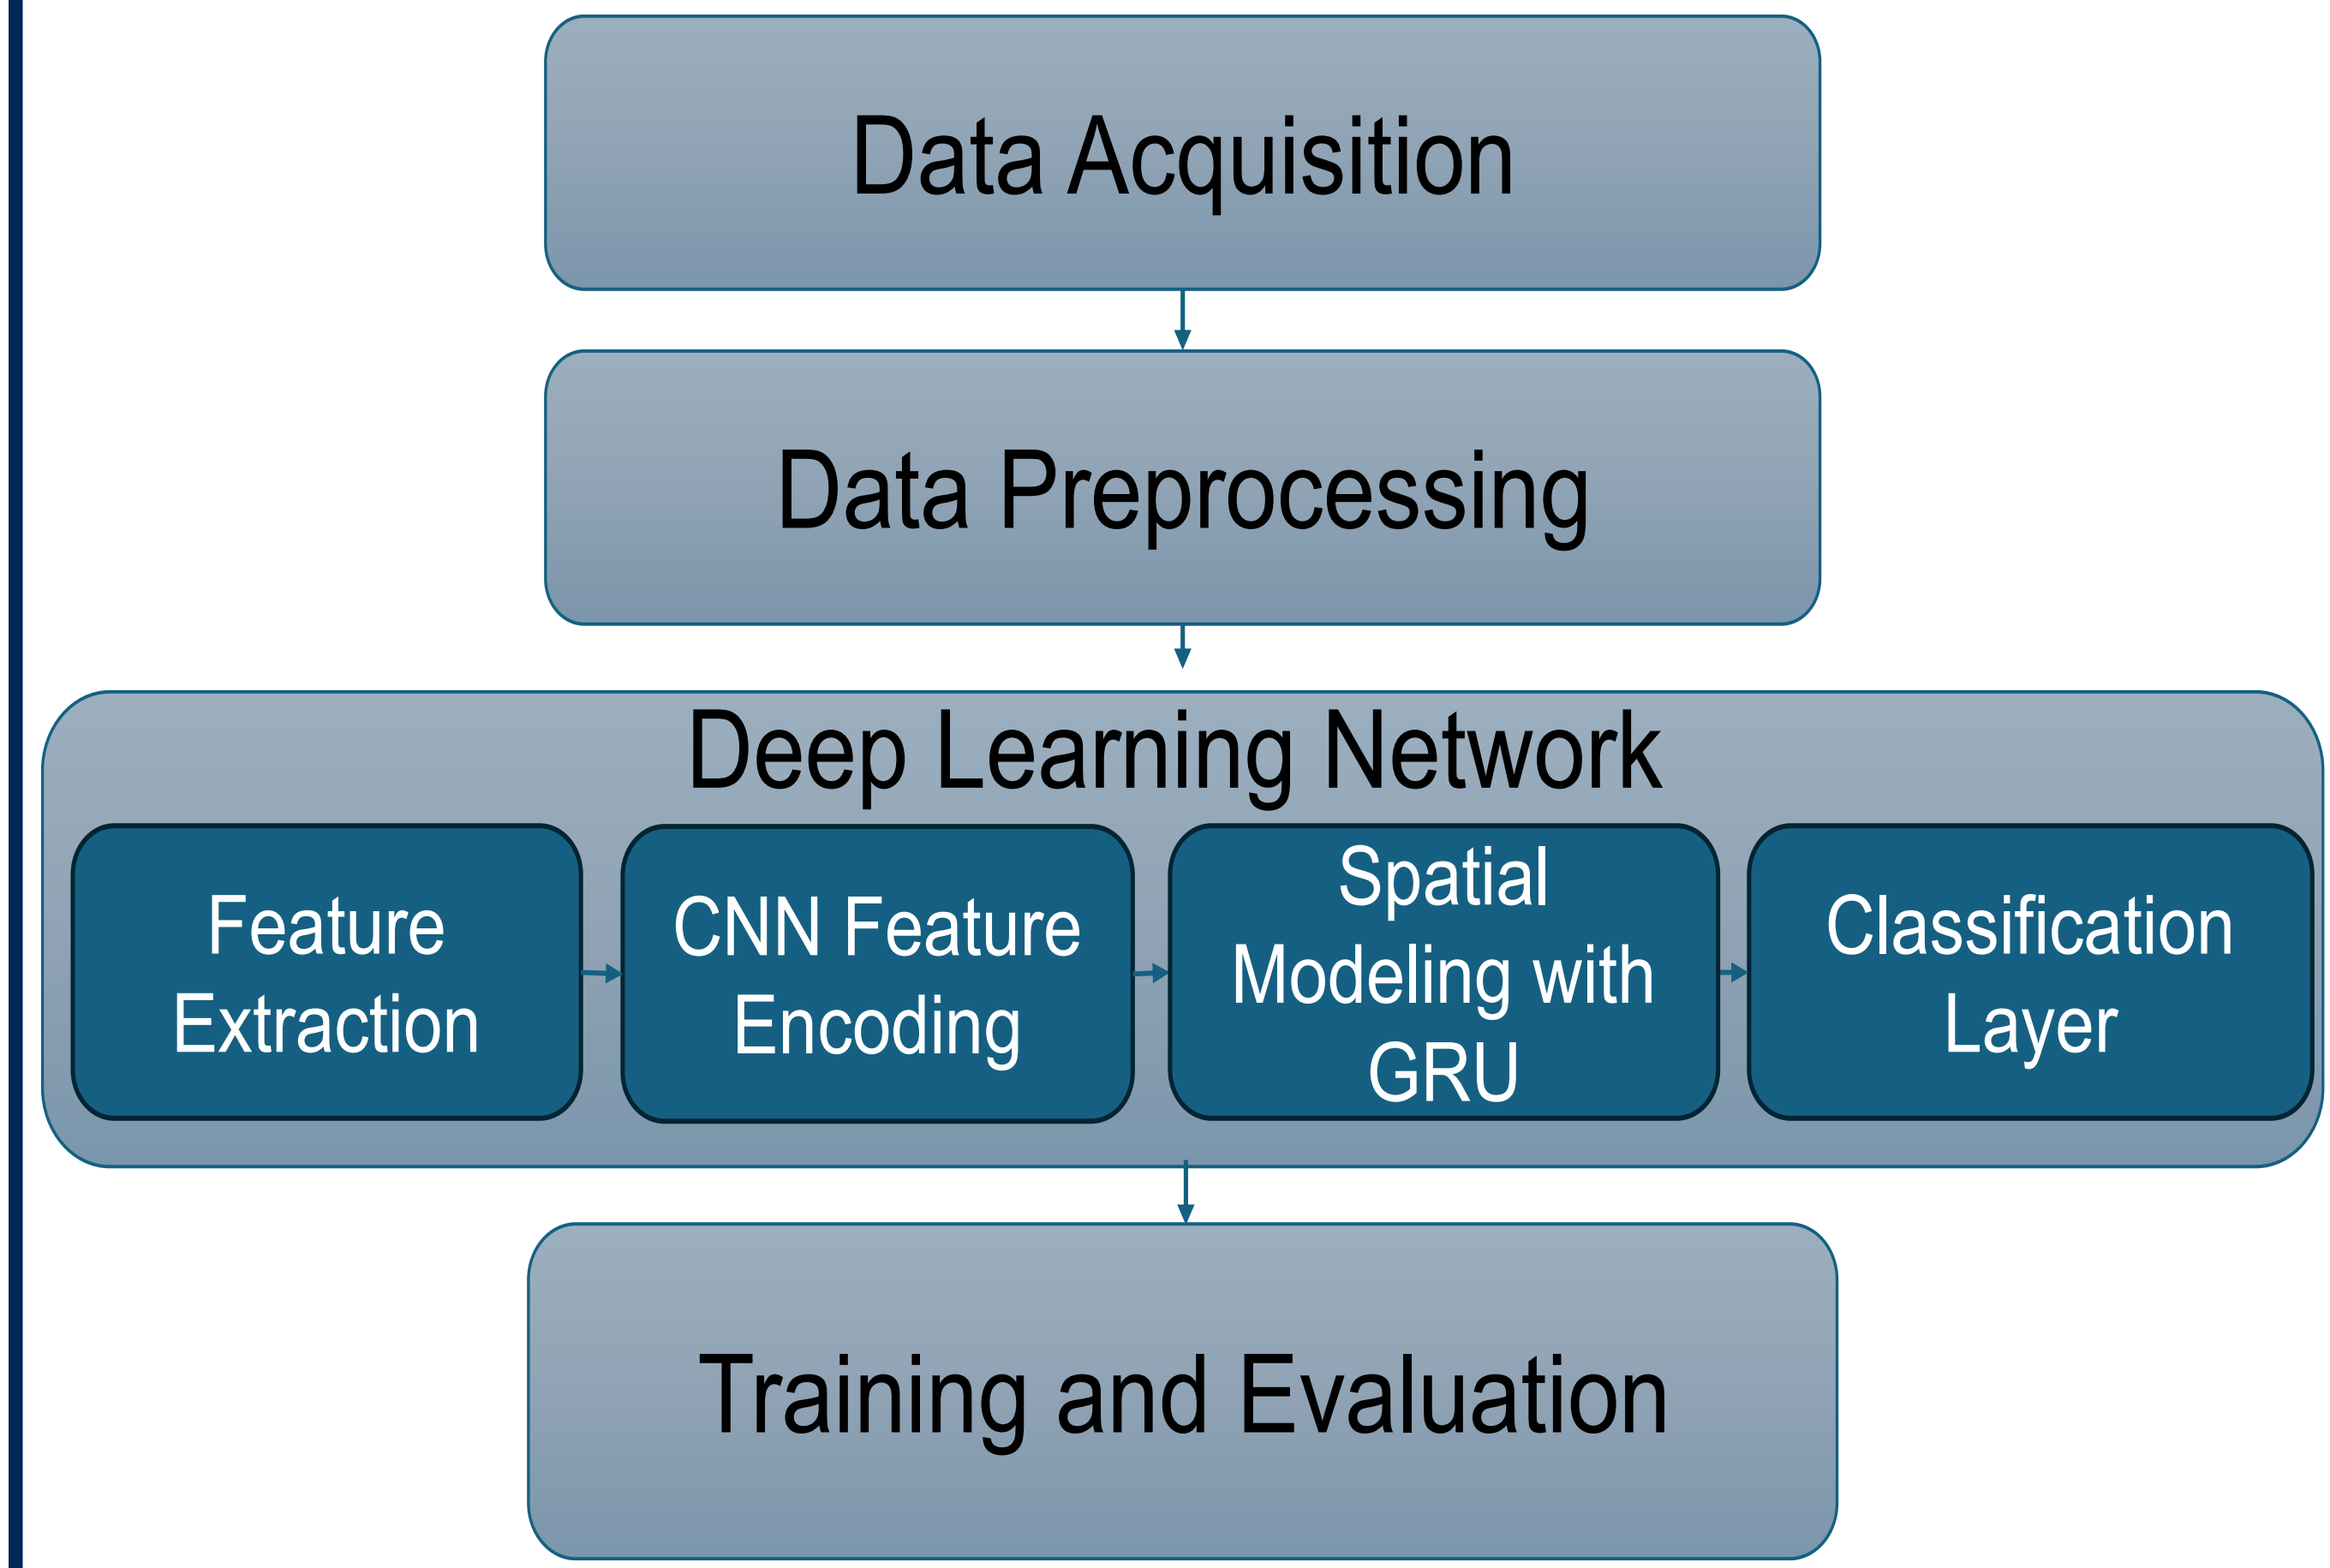 Data Acquisition
Data Preprocessing
Deep Learning Network
Feature
Extraction
CNN Feature
Encoding
Spatial
Modeling with
GRU
Classification
Layer
Training and Evaluation